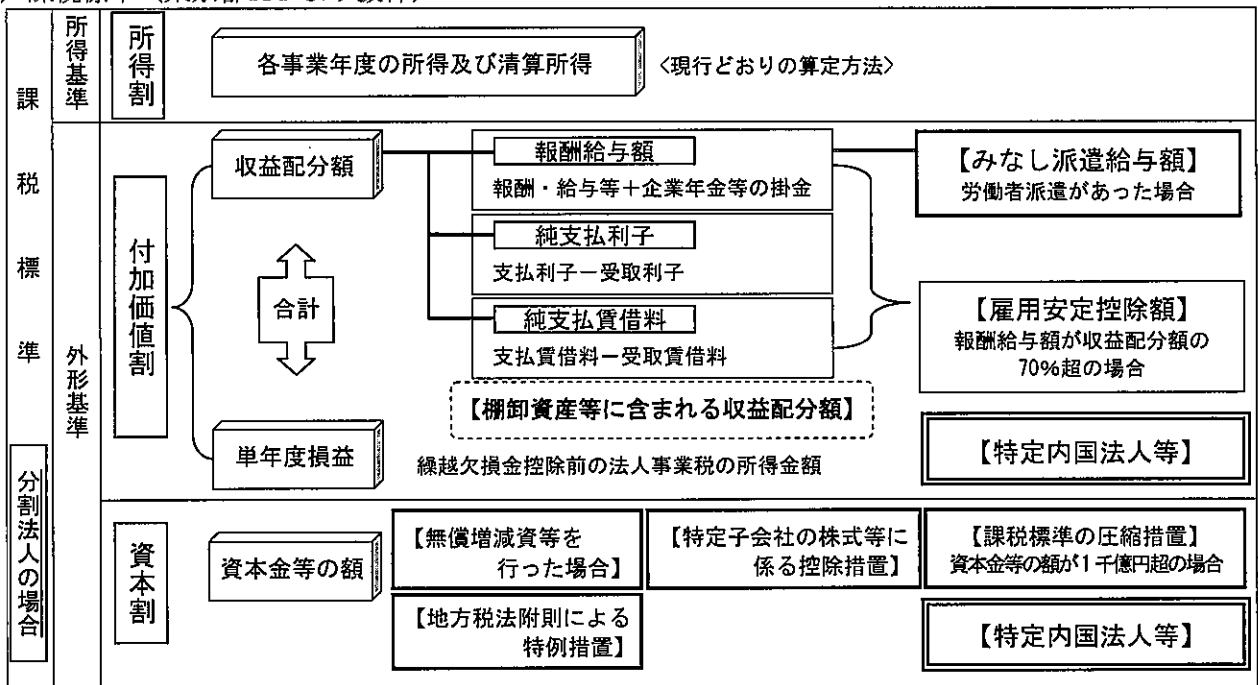 課税標準
分割法人の場合
所得基準
所得割
各事業年度の所得及び清算所得
<現行どおりの算定方法>
外形基準
付加価値割
収益配分額
合計
単年度損益
報酬給与額
報酬・給与等+企業年金等の掛金
純支払利子
支払利子-受取利子
純支払賃借料
支払賃借料-受取賃借料
【棚卸資産等に含まれる収益配分額】
繰越欠損金控除前の法人事業税の所得金額
【みなし派遣給与額】
労働者派遣があった場合
【雇用安定控除額】
報酬給与額が収益配分額の
70%超の場合
【特定内国法人等】
資本割
資本金等の額
【無償増減資等を
行った場合】
【特定子会社の株式等に
係る控除措置】
【課税標準の圧縮措置】
資本金等の額が1千億円超の場合
【地方税法附則による
特例措置】
【特定内国法人等】